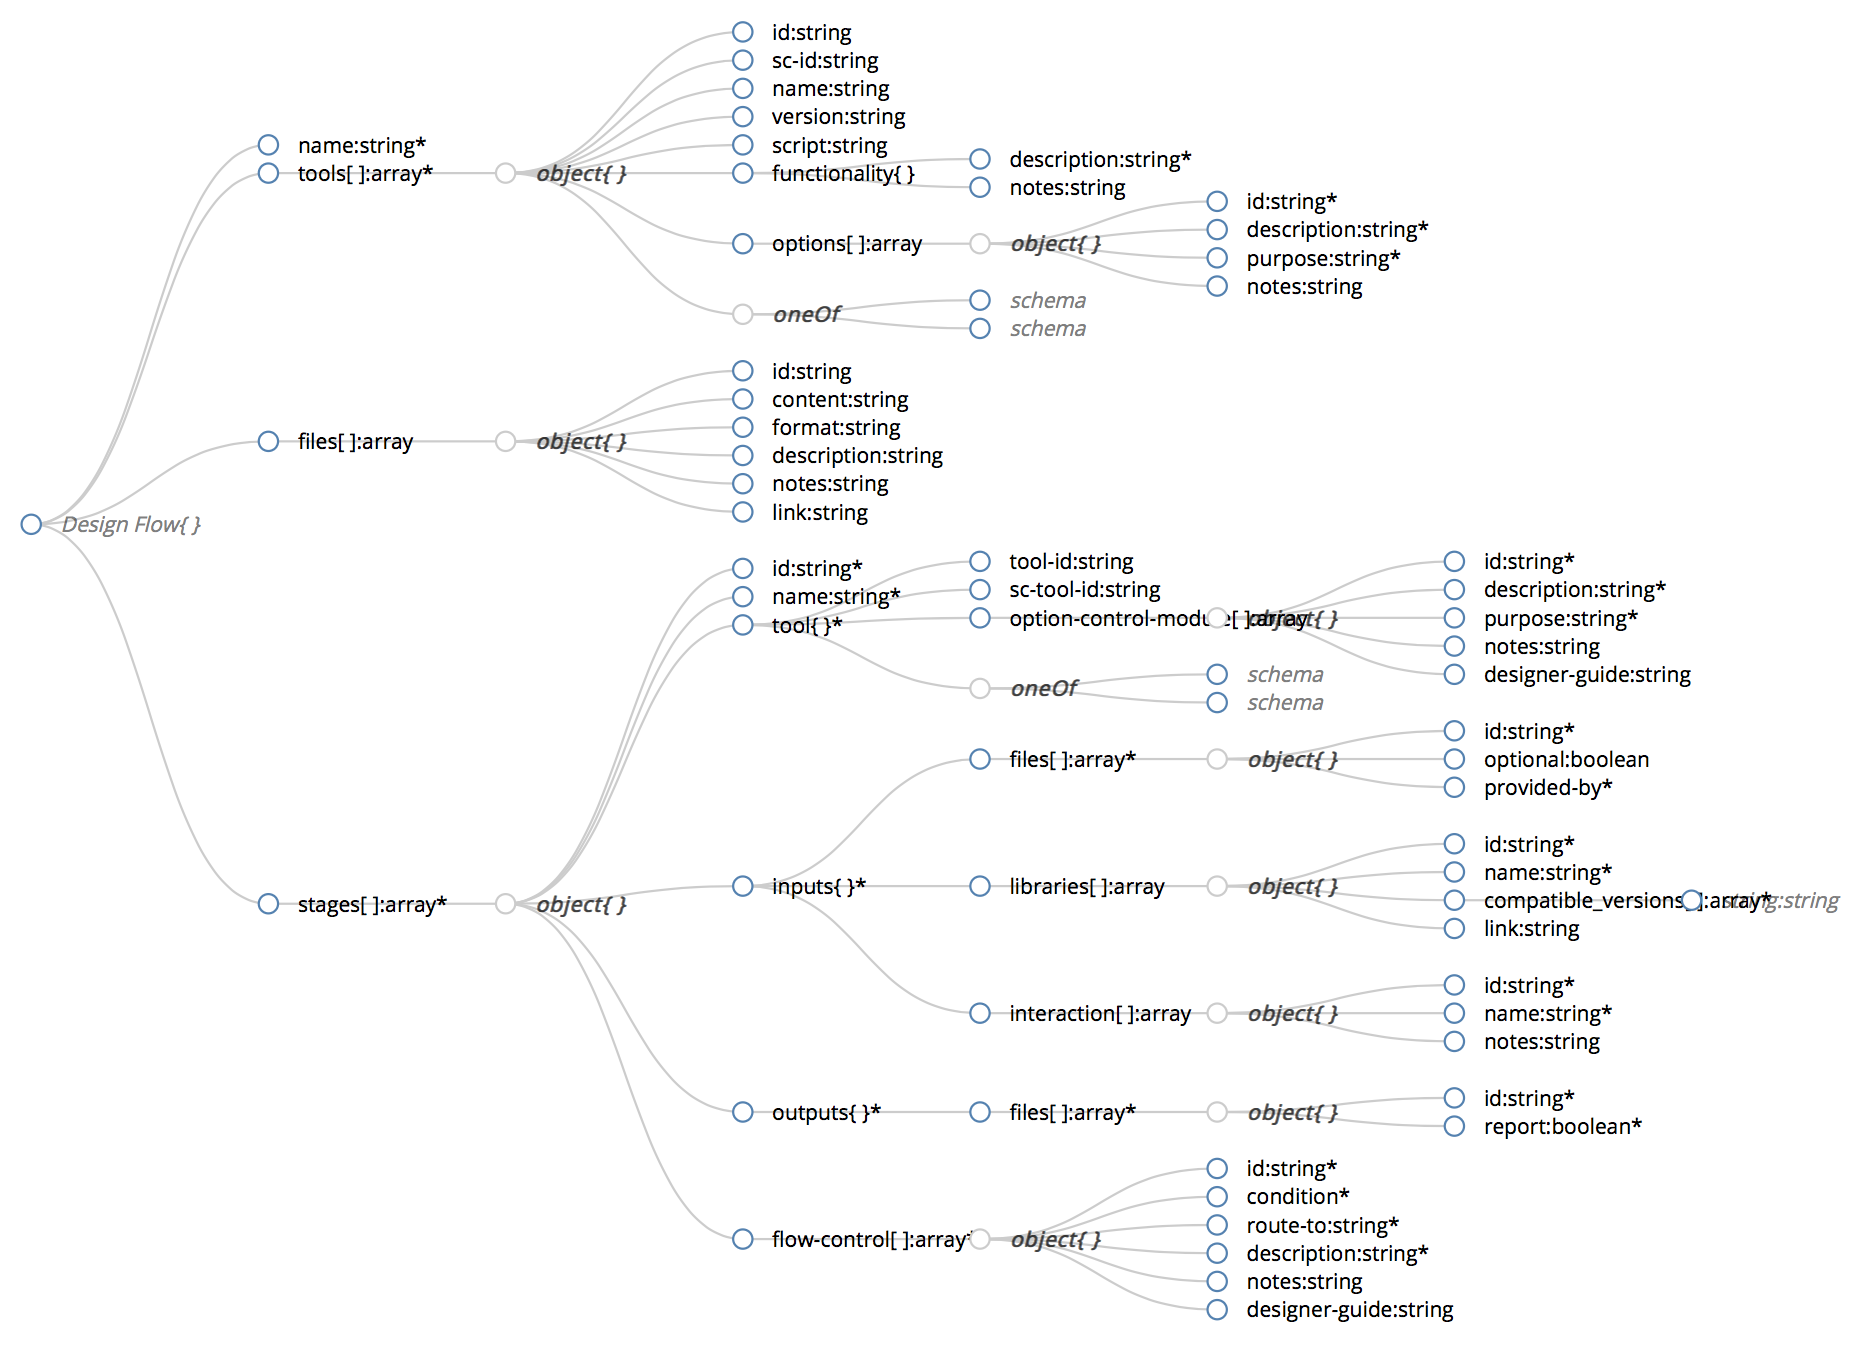 id:string
sc-id:string
name:string
version:string
name:string*
script:string
tools[ ]:array*
object{ }
functionality{ }
description:string*
notes:string
options[ ]:array
object{ }
id:string*
description:string*
purpose:string*
notes:string
oneOf
schema
schema
files[ ]:array
object{ }
id:string
content:string
format:string
description:string
notes:string
link:string
Design Flow{ }
stages[ ]:array*
object{ }
id:string*
name:string*
tool{ }*
tool-id:string
sc-tool-id:string
option-control-module[ ]:array
object{ }
id:string*
description:string*
purpose:string*
notes:string
designer-guide:string
oneOf
schema
schema
inputs{ }*
files[ ]:array*
object{ }
id:string*
optional:boolean
provided-by*
libraries[ ]:array
object{ }
id:string*
name:string*
compatible_versions[ ]:array*
string:string
link:string
interaction[ ]:array
object{ }
id:string*
name:string*
notes:string
outputs{ }*
files[ ]:array*
object{ }
id:string*
report:boolean*
flow-control[ ]:array*
object{ }
id:string*
condition*
route-to:string*
description:string*
notes:string
designer-guide:string